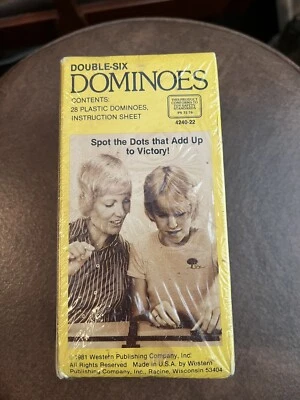 DOUBLE-SIX
DOMINOES
CONTENTS:
28 PLASTIC DOMINOES,
INSTRUCTION SHEET
4240-22
Spot the Dots that Add Up
to Victory!
©1981 Western Publishing Company, Inc.
All Rights Reserved Made in U.S.A. by Western
Publishing Company, Inc., Racine, Wisconsin 53404